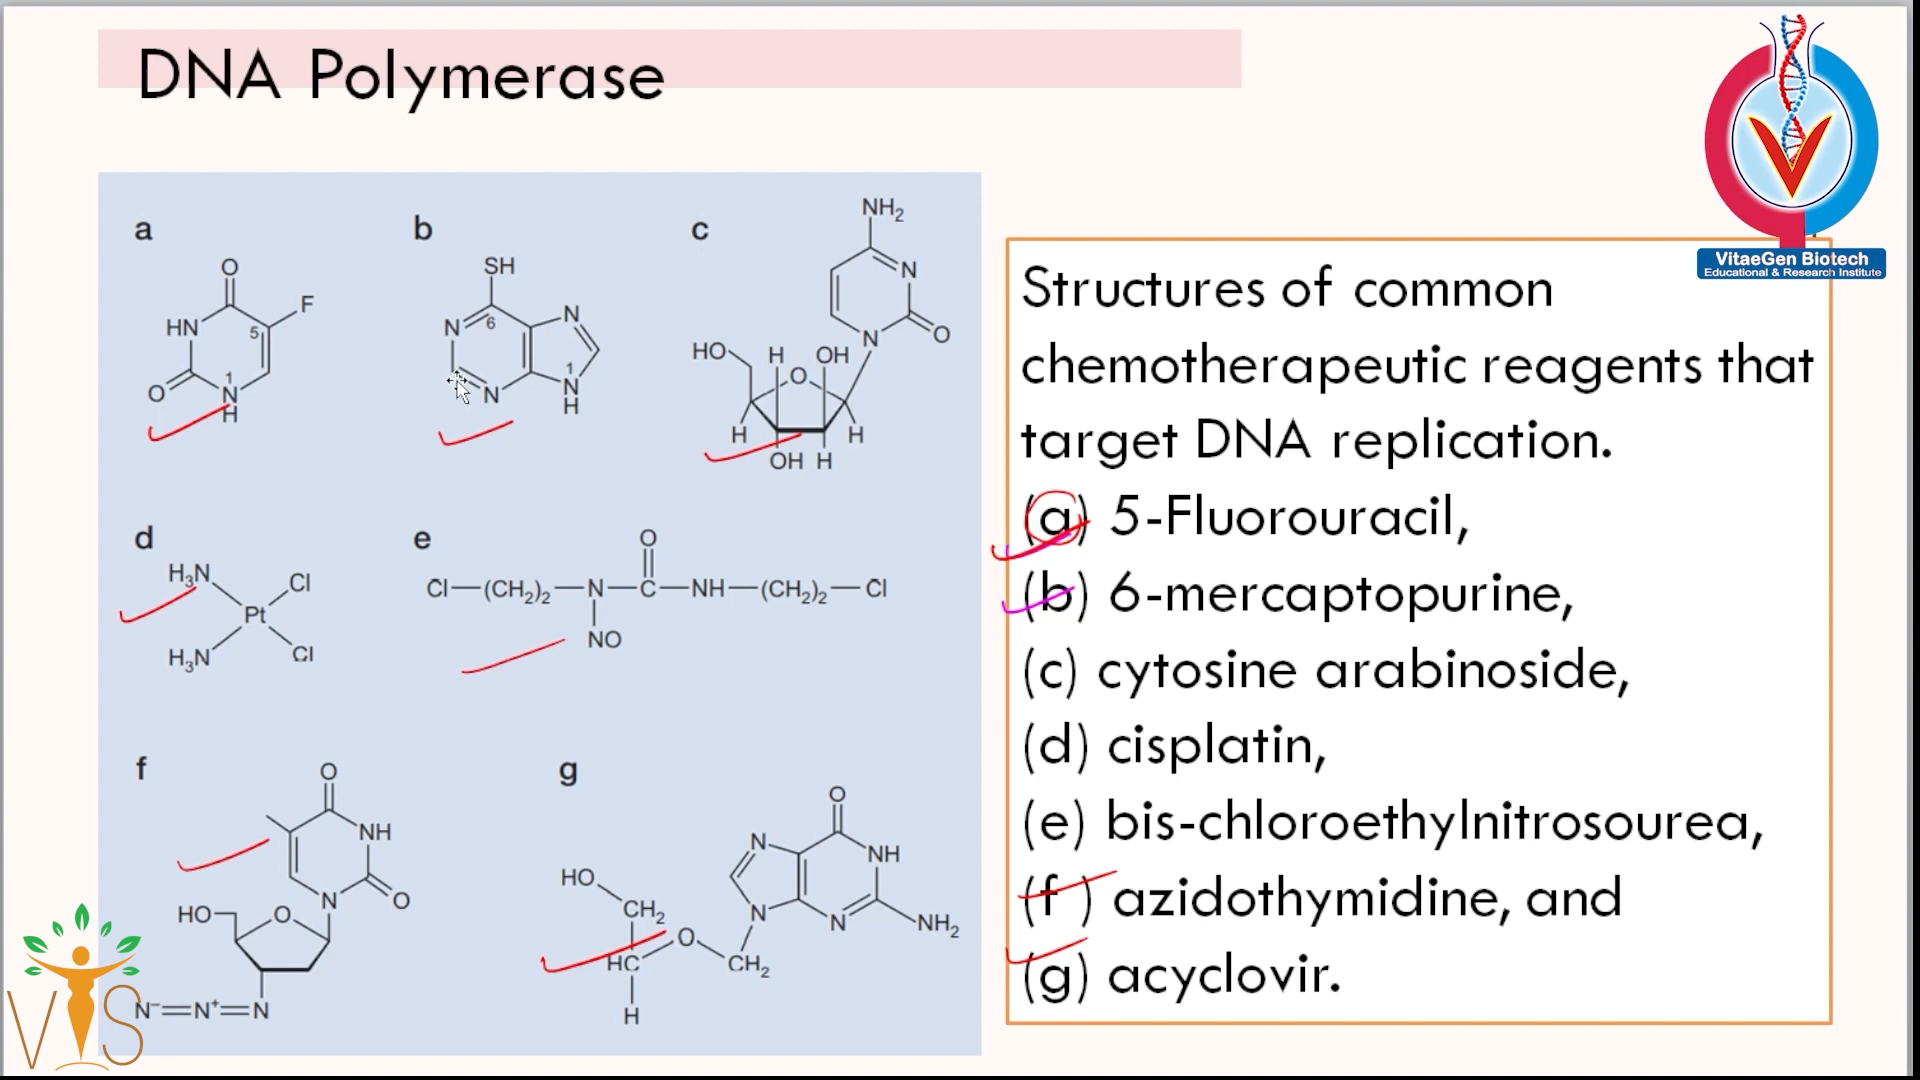 DNA Polymerase
VitaeGen Biotech
Educational & Research Institute
a
O
F
HN
5
O
1
N
H
b
SH
N
6
N
N
1
N
H
c
NH2
N
O
N
HO
H
OH
O
H
H
OH H
d
H3N
Cl
Pt
H3N
Cl
e
O
Cl—(CH2)2—N—C—NH—(CH2)2—Cl
NO
f
O
NH
O
N
HO
O
N⁻=N⁺=N
g
O
N
NH
N
N
NH2
HO
CH2
O
HC
CH2
H
Structures of common
chemotherapeutic reagents that
target DNA replication.
(a) 5-Fluorouracil,
(b) 6-mercaptopurine,
(c) cytosine arabinoside,
(d) cisplatin,
(e) bis-chloroethylnitrosourea,
(f ) azidothymidine, and
(g) acyclovir.
VIS